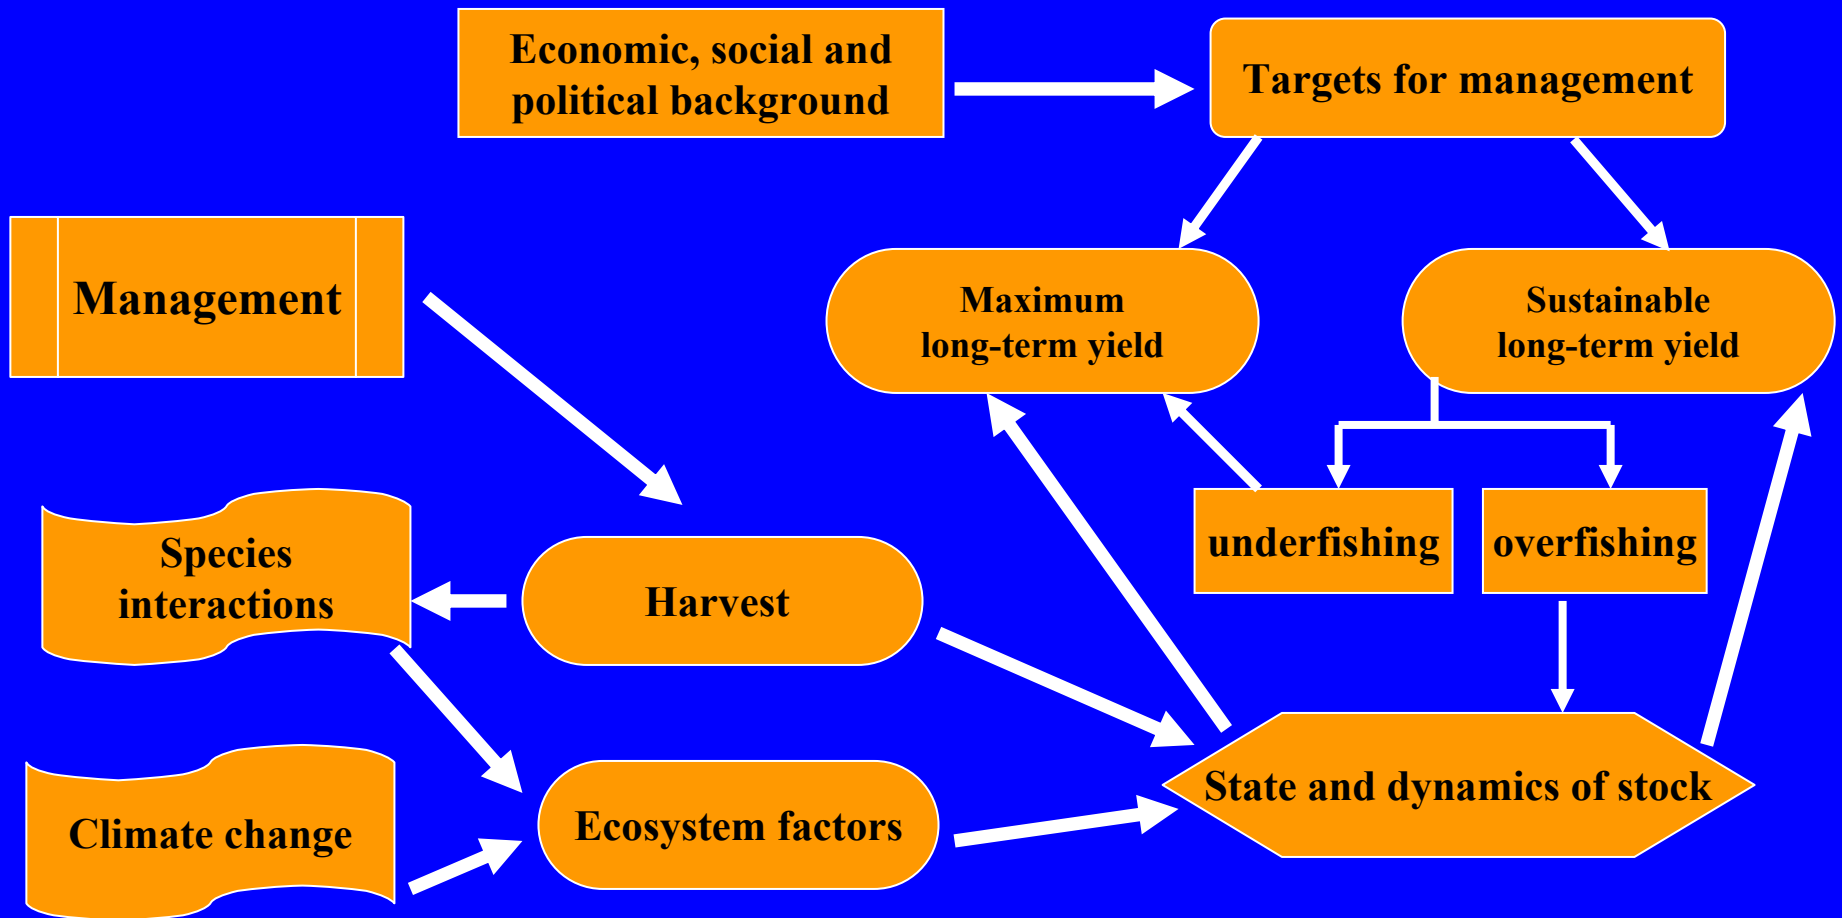 Economic, social and
political background
Targets for management
Management
Maximum
long-term yield
Sustainable
long-term yield
underfishing
overfishing
Species
interactions
Harvest
State and dynamics of stock
Climate change
Ecosystem factors